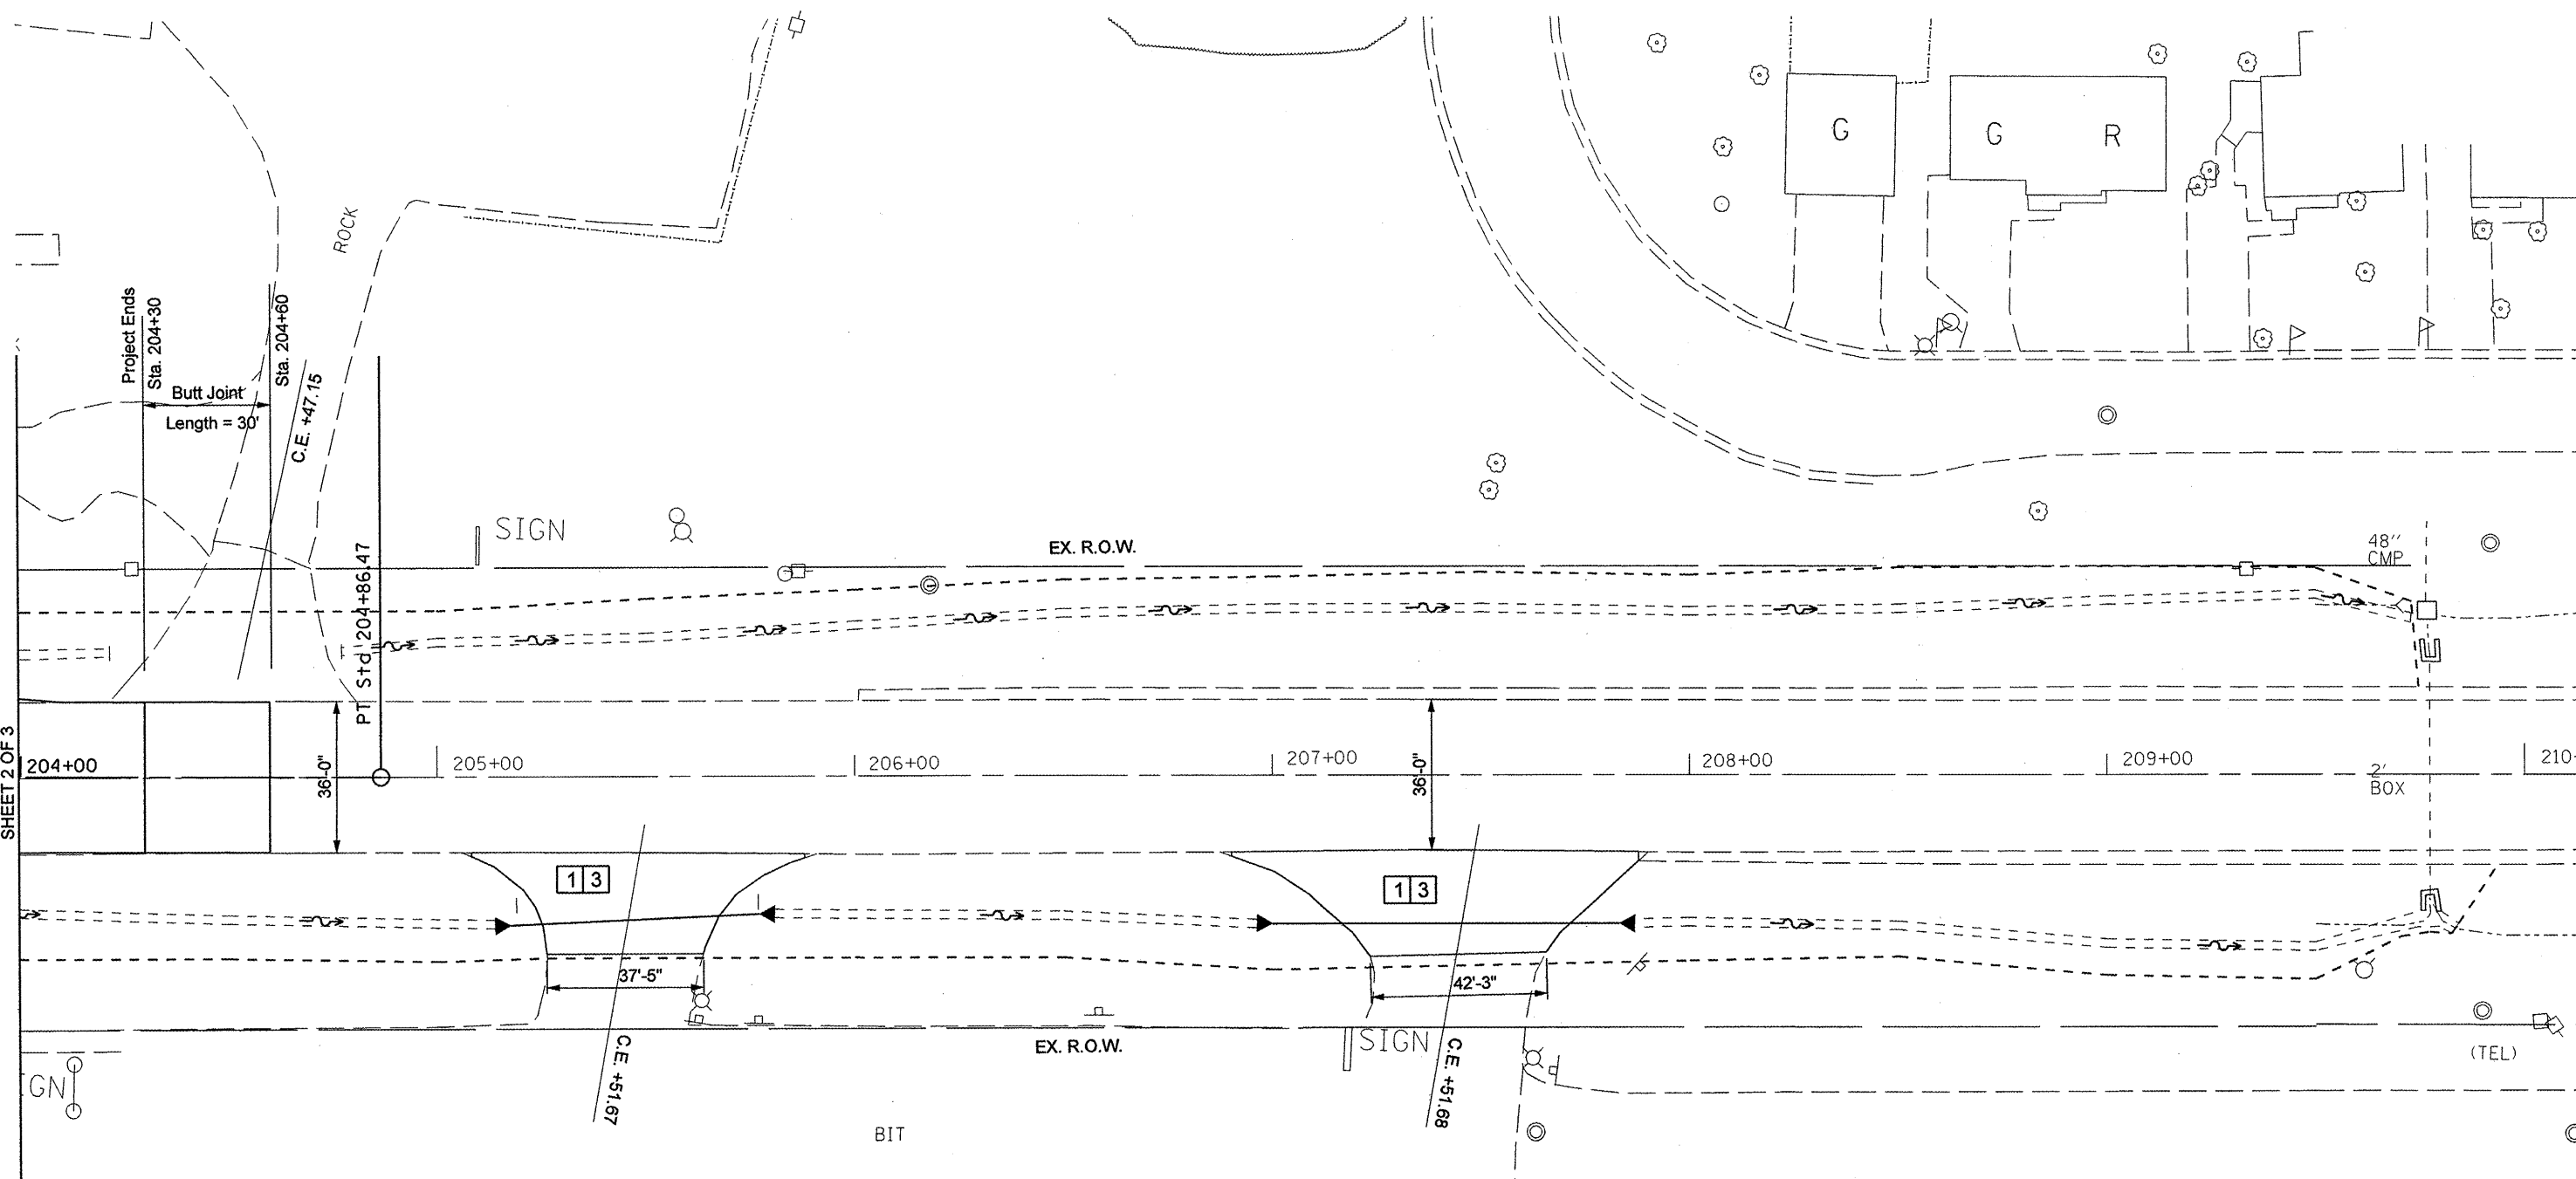 G
G R
ROCK
Project Ends
Sta. 204+30
Sta. 204+60
Butt Joint
Length = 30'
C.E. +47.15
SIGN
EX. R.O.W.
48''
CMP
PT Sta 204+86.47
SHEET 2 OF 3
204+00
205+00
206+00
207+00
208+00
209+00
210+
36'-0"
36'-0"
2'
BOX
1 3
1 3
37'-5"
42'-3"
C.E. +51.67
C.E. +51.68
EX. R.O.W.
SIGN
(TEL)
GN
BIT